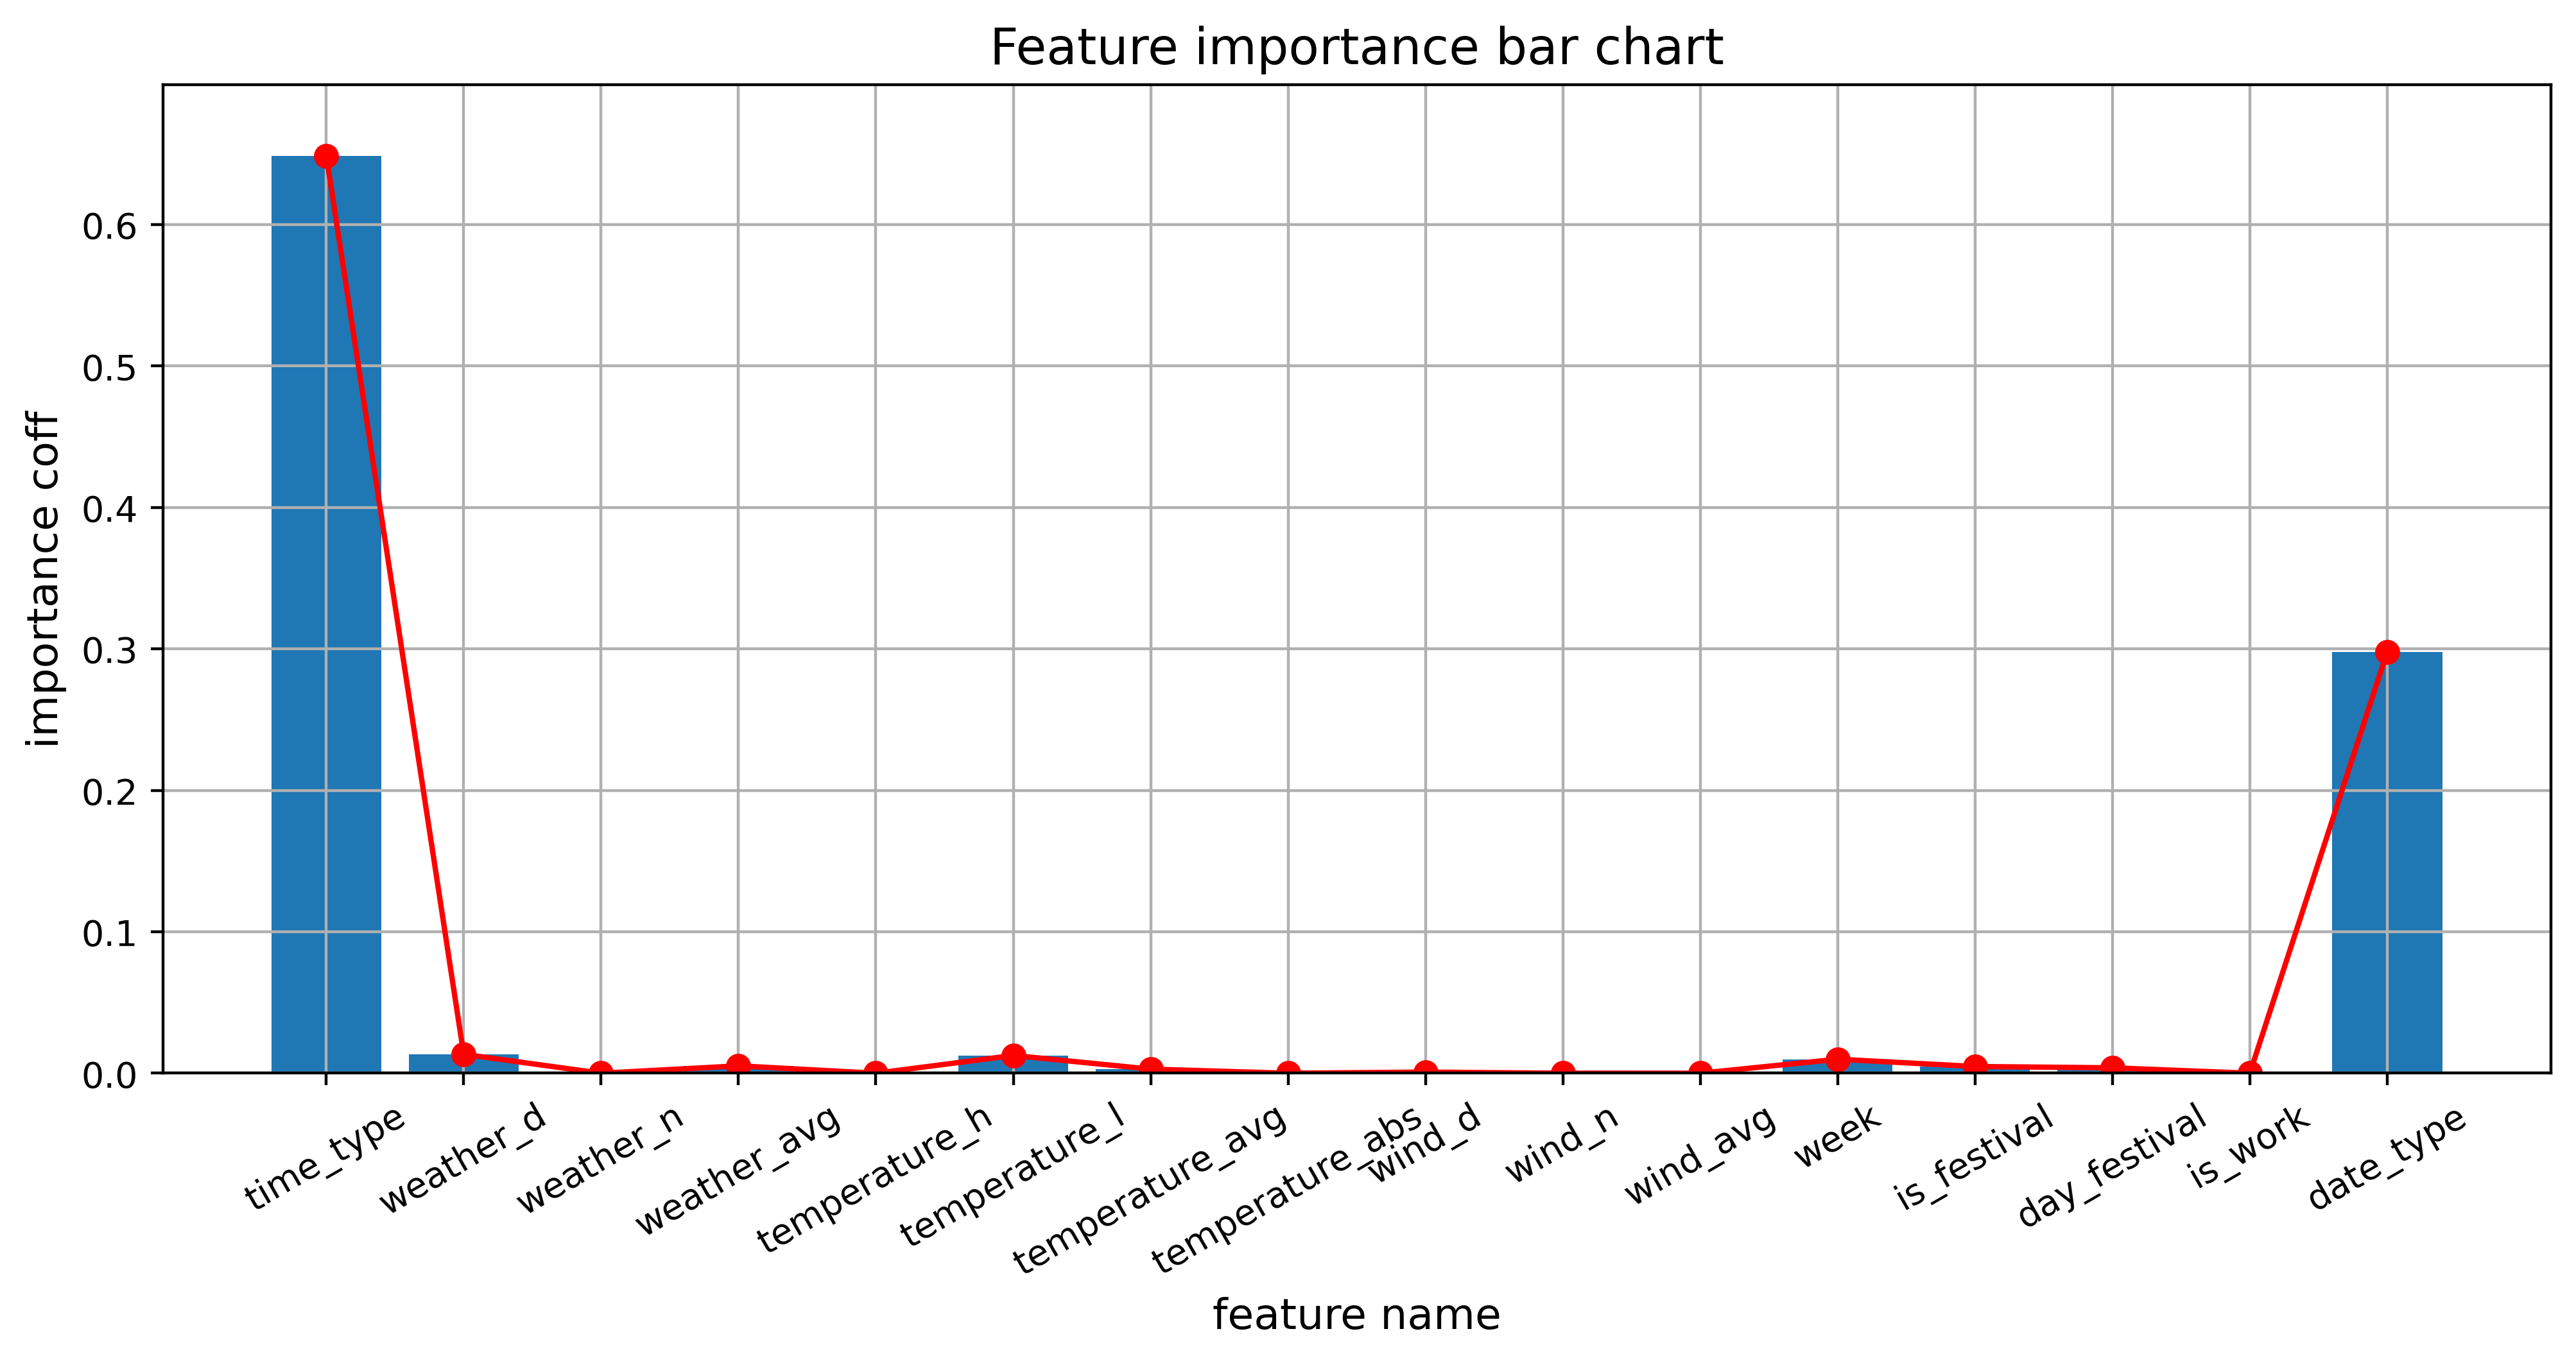 Feature importance bar chart
importance coff
0.6
0.5
0.4
0.3
0.2
0.1
0.0
time_type
weather_d
weather_n
weather_avg
temperature_h
temperature_l
temperature_avg
temperature_abs
wind_d
wind_n
wind_avg
week
is_festival
day_festival
is_work
date_type
feature name